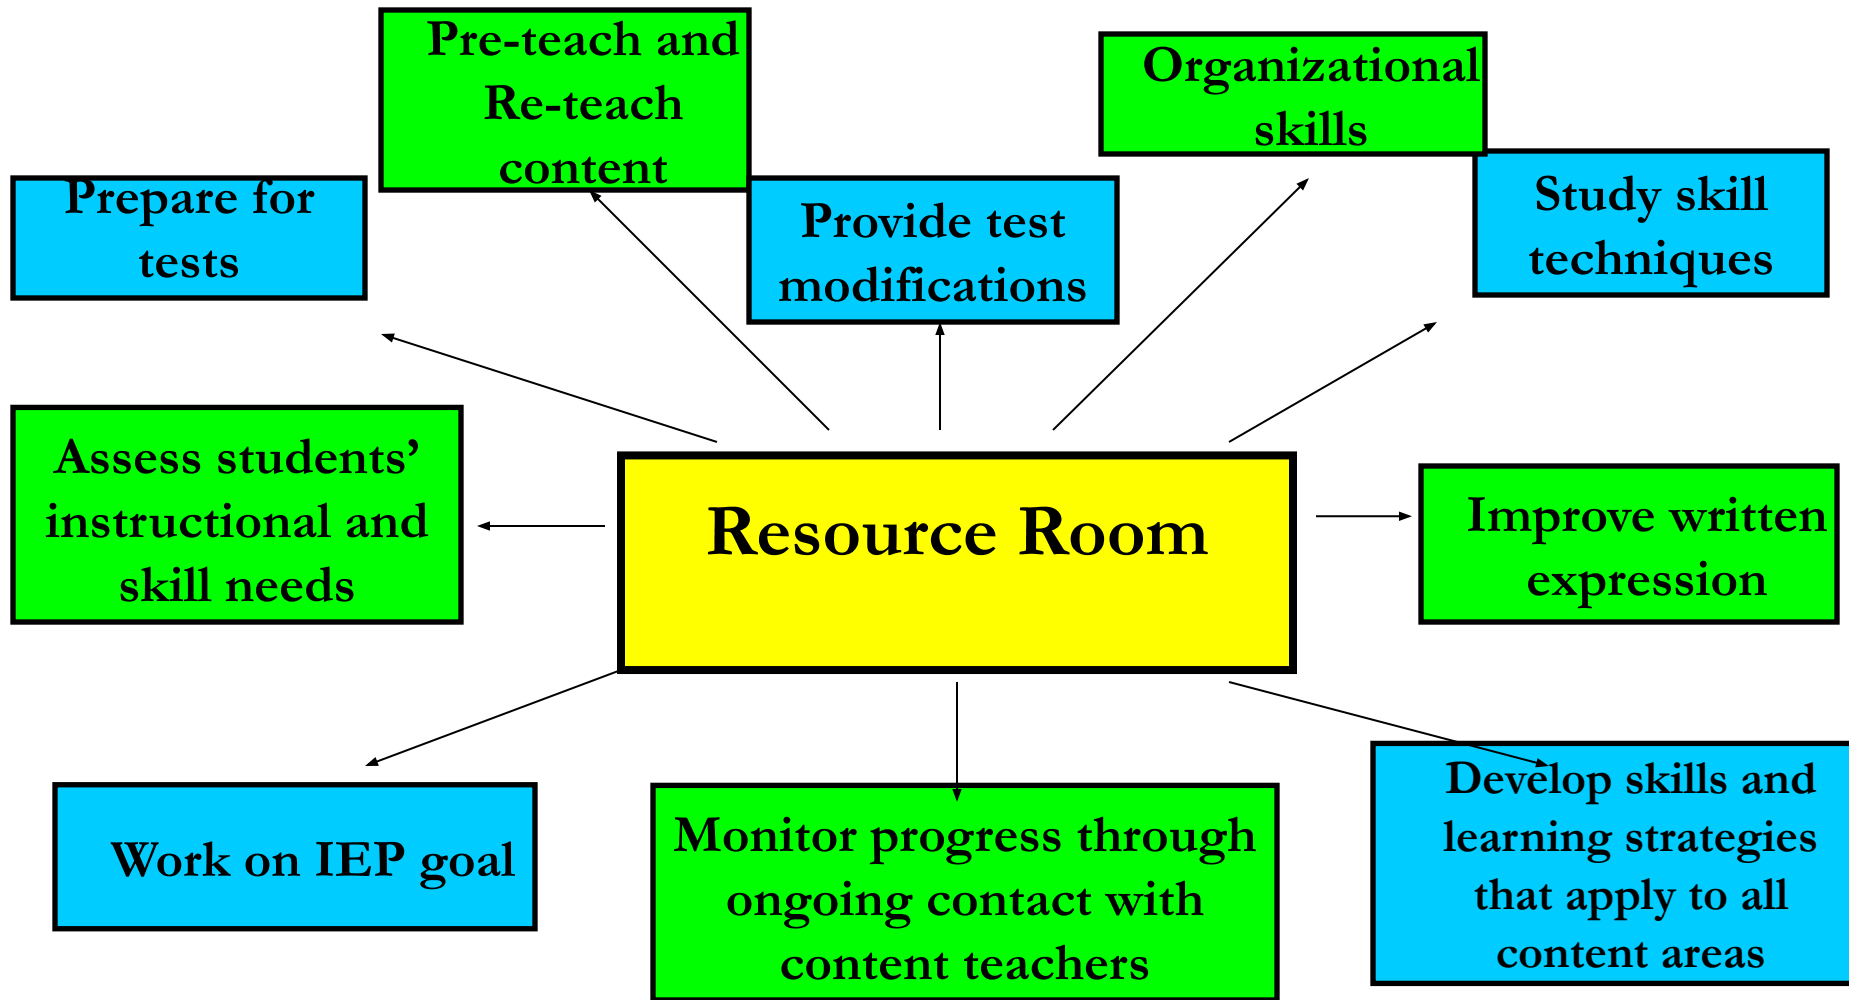 Pre-teach and
Re-teach
content
Organizational
skills
Prepare for
tests
Provide test
modifications
Study skill
techniques
Assess students’
instructional and
skill needs
Resource Room
Improve written
expression
Work on IEP goal
Monitor progress through
ongoing contact with
content teachers
Develop skills and
learning strategies
that apply to all
content areas